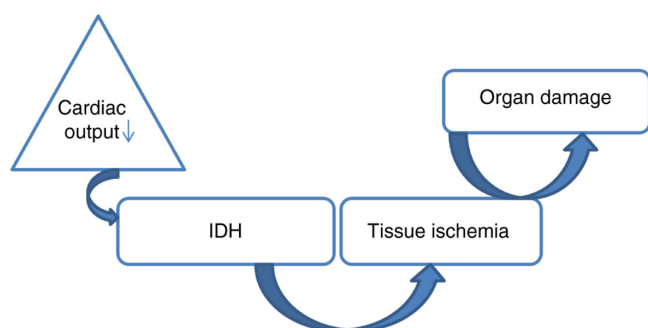 Cardiac
output↓
IDH
Tissue ischemia
Organ damage